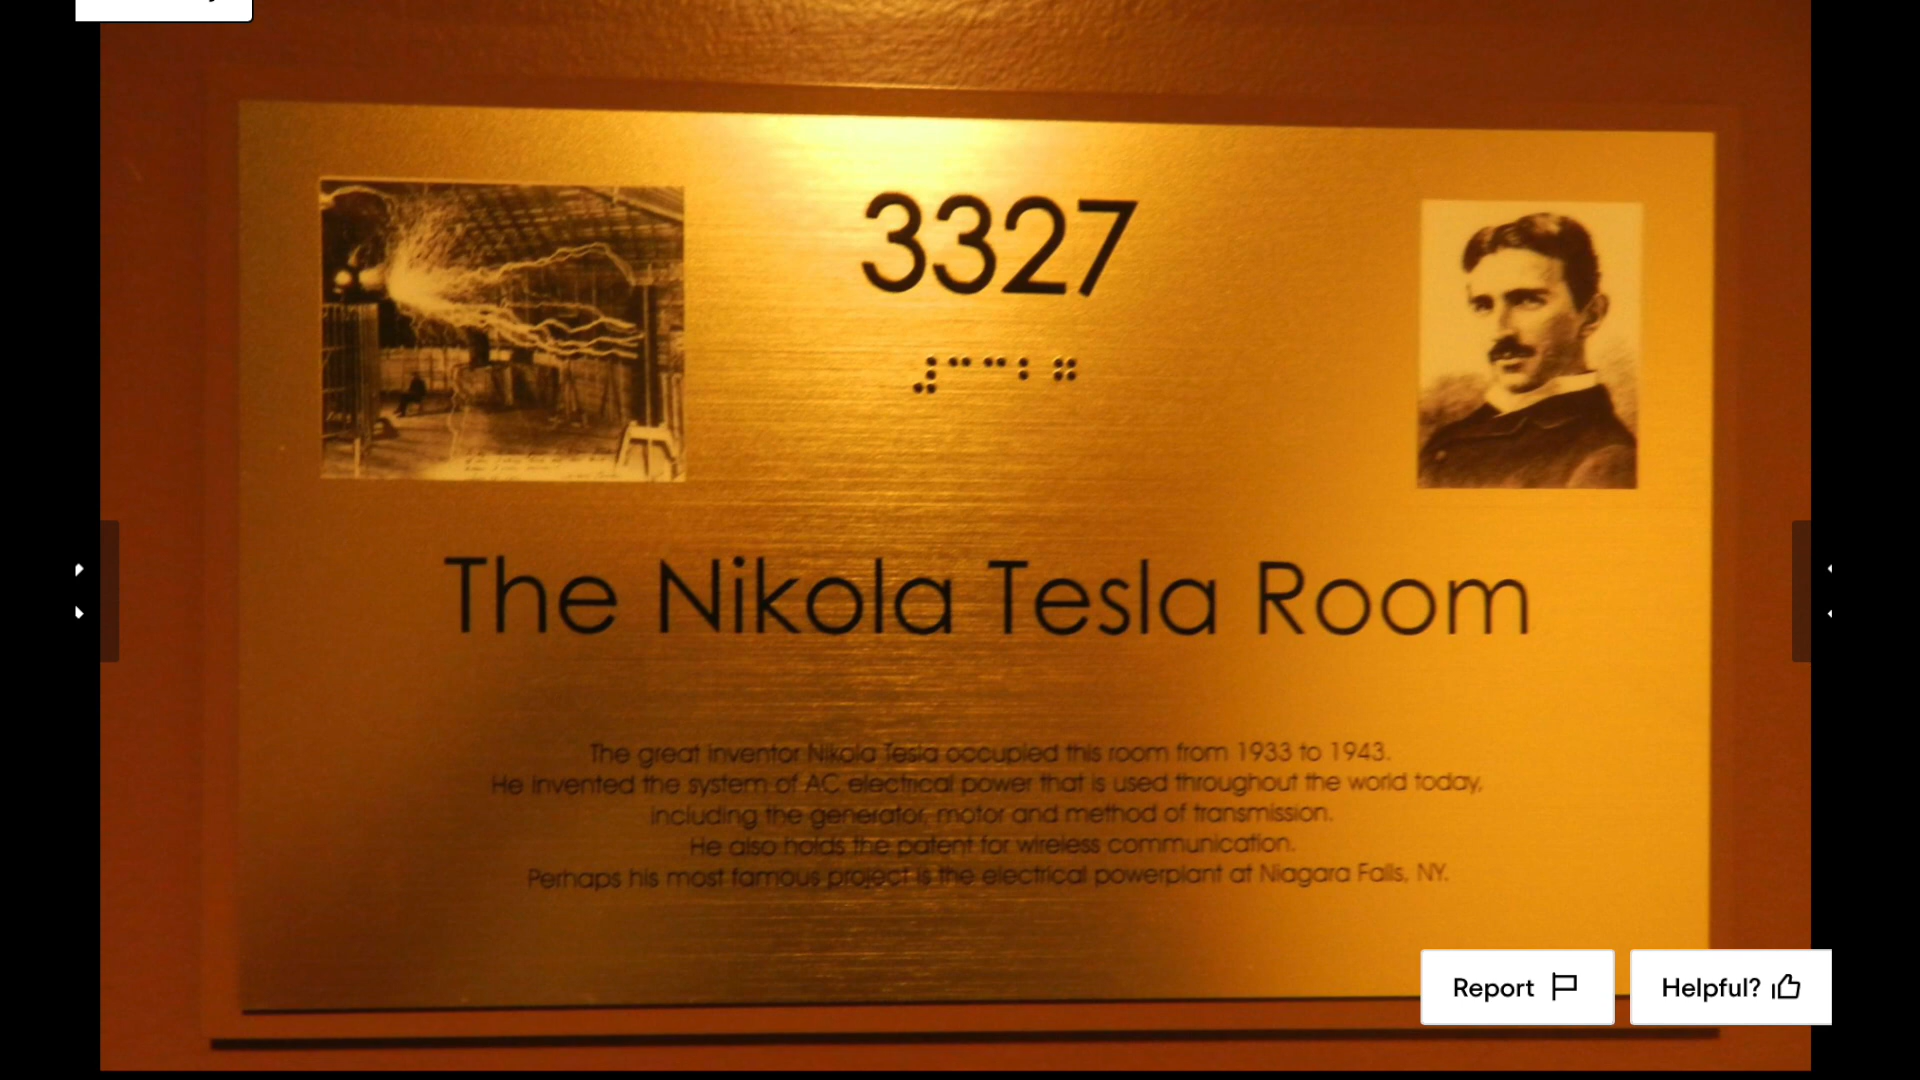 3327
⠼⠉⠉⠃⠛
The Nikola Tesla Room
The great inventor Nikola Tesla occupied this room from 1933 to 1943.
He invented the system of AC electrical power that is used throughout the world today,
including the generator, motor and method of transmission.
He also holds the patent for wireless communication.
Perhaps his most famous project is the electrical powerplant at Niagara Falls, NY.
Report
Helpful?